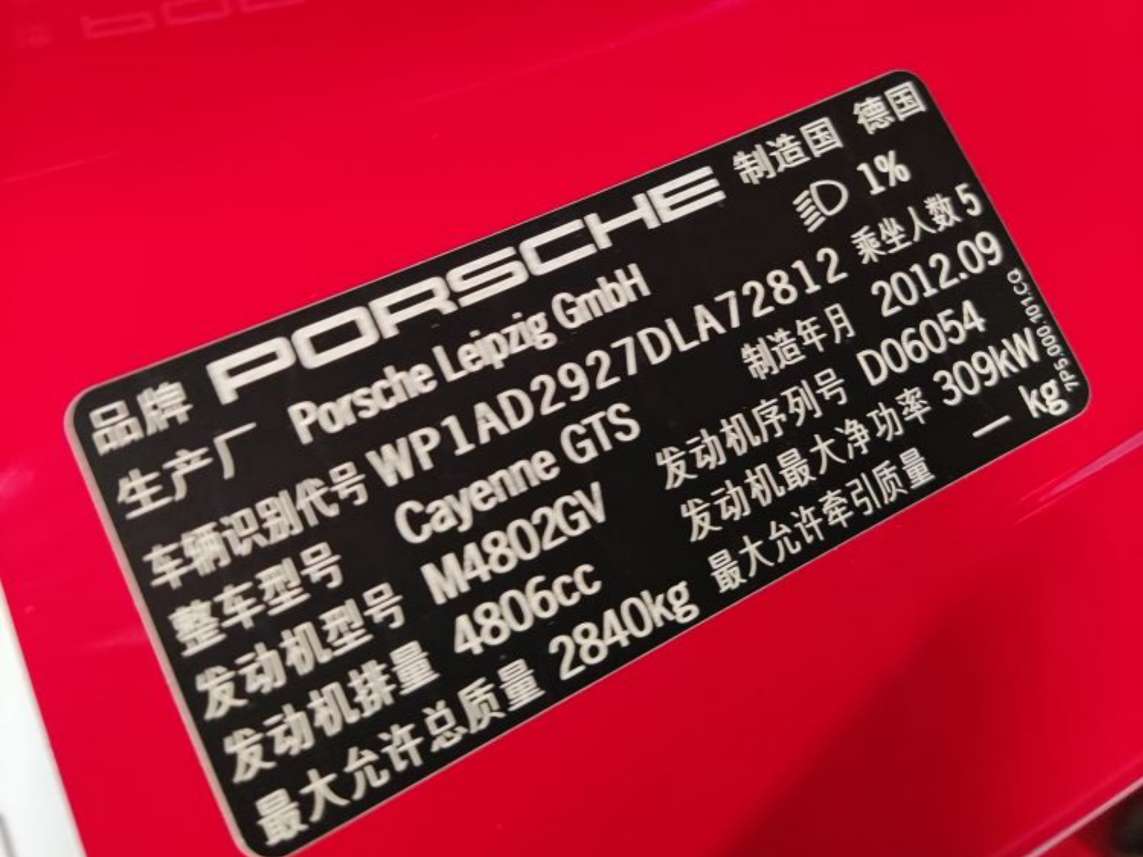 品牌 PORSCHE 制造国 德国
生产厂 Porsche Leipzig GmbH 1%
车辆识别代号 WP1AD2927DLA72812 乘坐人数 5
整车型号 Cayenne GTS 制造年月 2012.09
发动机型号 M4802GV 发动机序列号 D06054
发动机排量 4806cc 发动机最大净功率 309kW
最大允许总质量 2840kg 最大允许牵引质量 — kg